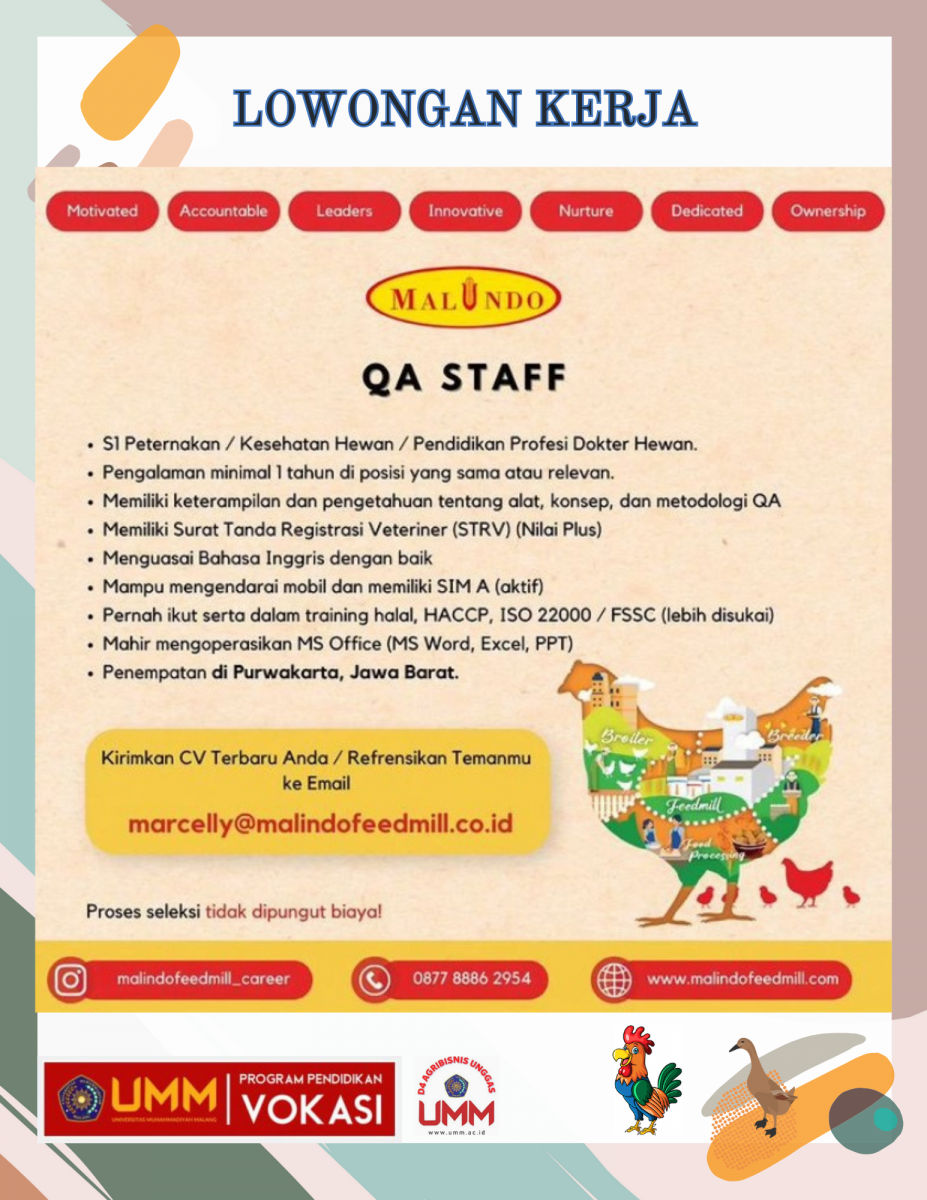 LOWONGAN KERJA
Motivated Accountable Leaders Innovative Nurture Dedicated Ownership
MALINDO
QA STAFF
• S1 Peternakan / Kesehatan Hewan / Pendidikan Profesi Dokter Hewan.
• Pengalaman minimal 1 tahun di posisi yang sama atau relevan.
• Memiliki keterampilan dan pengetahuan tentang alat, konsep, dan metodologi QA
• Memiliki Surat Tanda Registrasi Veteriner (STRV) (Nilai Plus)
• Menguasai Bahasa Inggris dengan baik
• Mampu mengendarai mobil dan memiliki SIM A (aktif)
• Pernah ikut serta dalam training halal, HACCP, ISO 22000 / FSSC (lebih disukai)
• Mahir mengoperasikan MS Office (MS Word, Excel, PPT)
• Penempatan di Purwakarta, Jawa Barat.
Broiler
Breeder
Feedmill
Food
Processing
Kirimkan CV Terbaru Anda / Refrensikan Temanmu
ke Email
marcelly@malindofeedmill.co.id
Proses seleksi tidak dipungut biaya!
malindofeedmill_career 0877 8886 2954 www.malindofeedmill.com
UMM
UNIVERSITAS MUHAMMADIYAH MALANG
PROGRAM PENDIDIKAN
VOKASI
D4 AGRIBISNIS UNGGAS
UMM
www.umm.ac.id